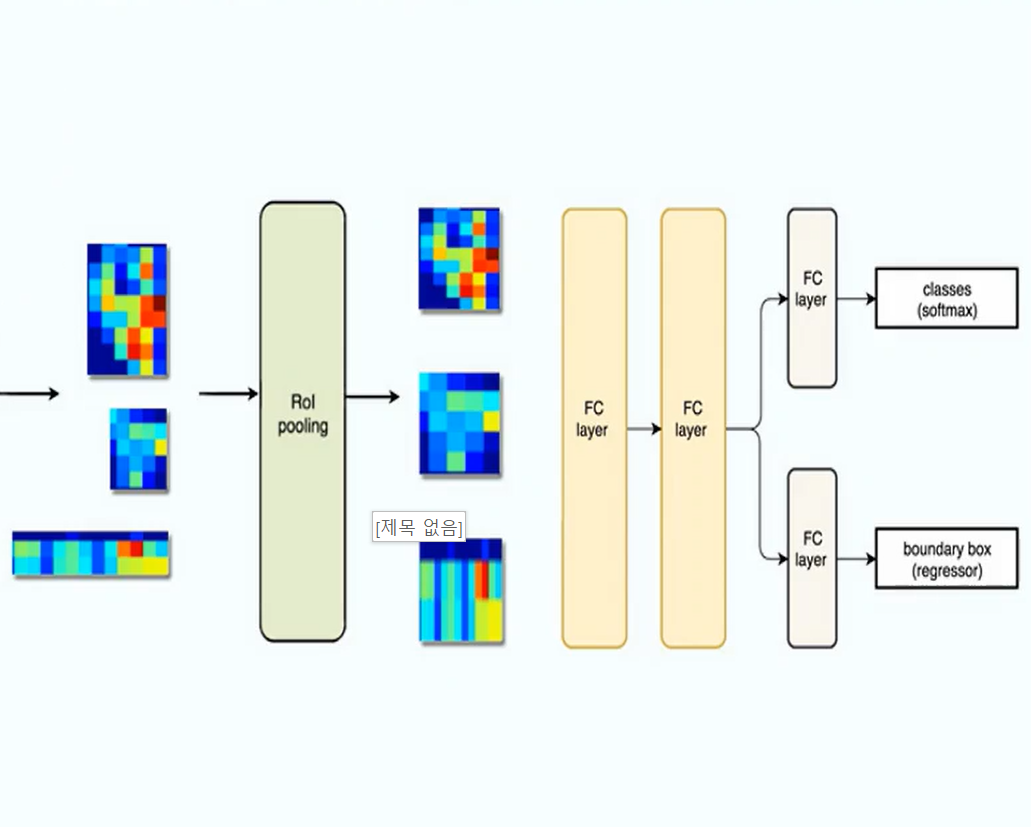 RoI
pooling
[제목 없음]
FC
layer
FC
layer
FC
layer
classes
(softmax)
FC
layer
boundary box
(regressor)